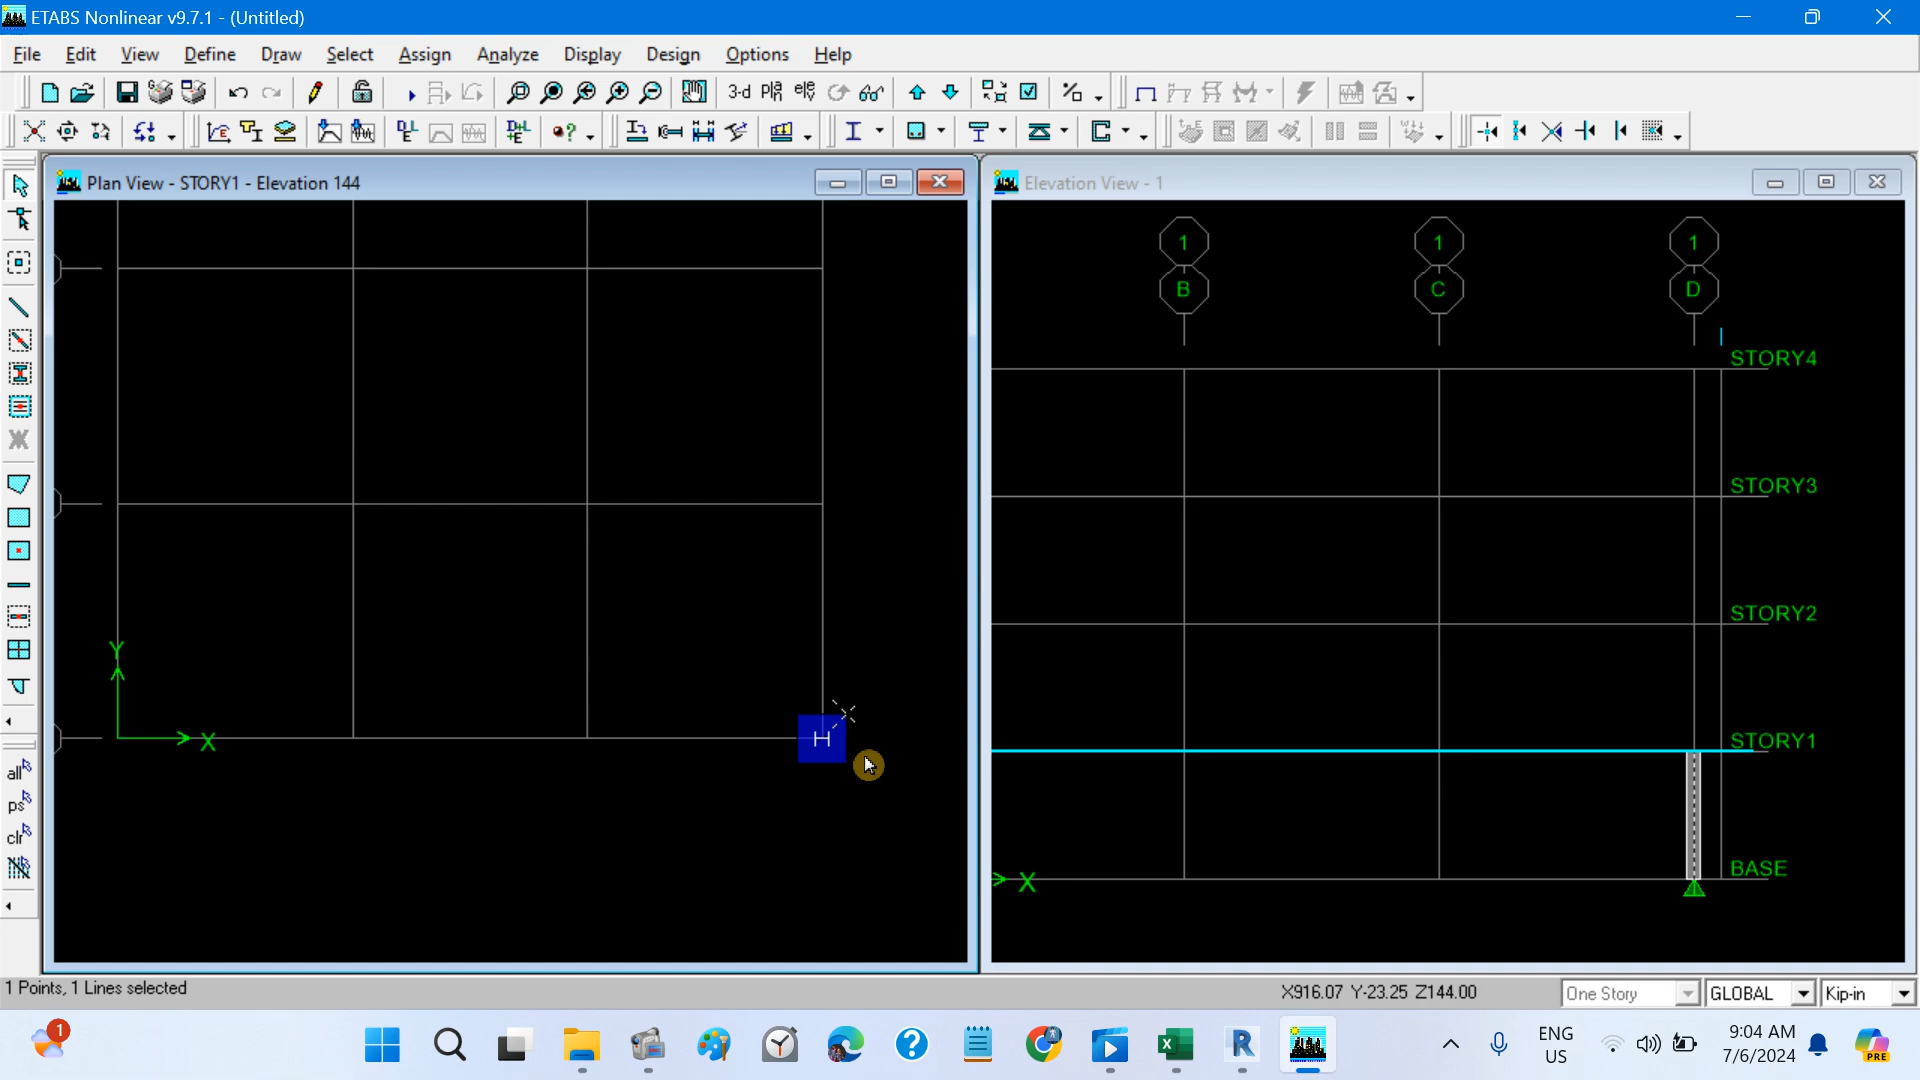 ETABS Nonlinear v9.7.1 - (Untitled)
File Edit View Define Draw Select Assign Analyze Display Design Options Help
3-d
Plan View - STORY1 - Elevation 144
Elevation View - 1
Y
X
H
1 1 1
B C D
STORY4
STORY3
STORY2
STORY1
BASE
X
all
ps
clr
1 Points, 1 Lines selected
X916.07 Y-23.25 Z144.00
One Story
GLOBAL
Kip-in
1
ENG
US
9:04 AM
7/6/2024
PRE